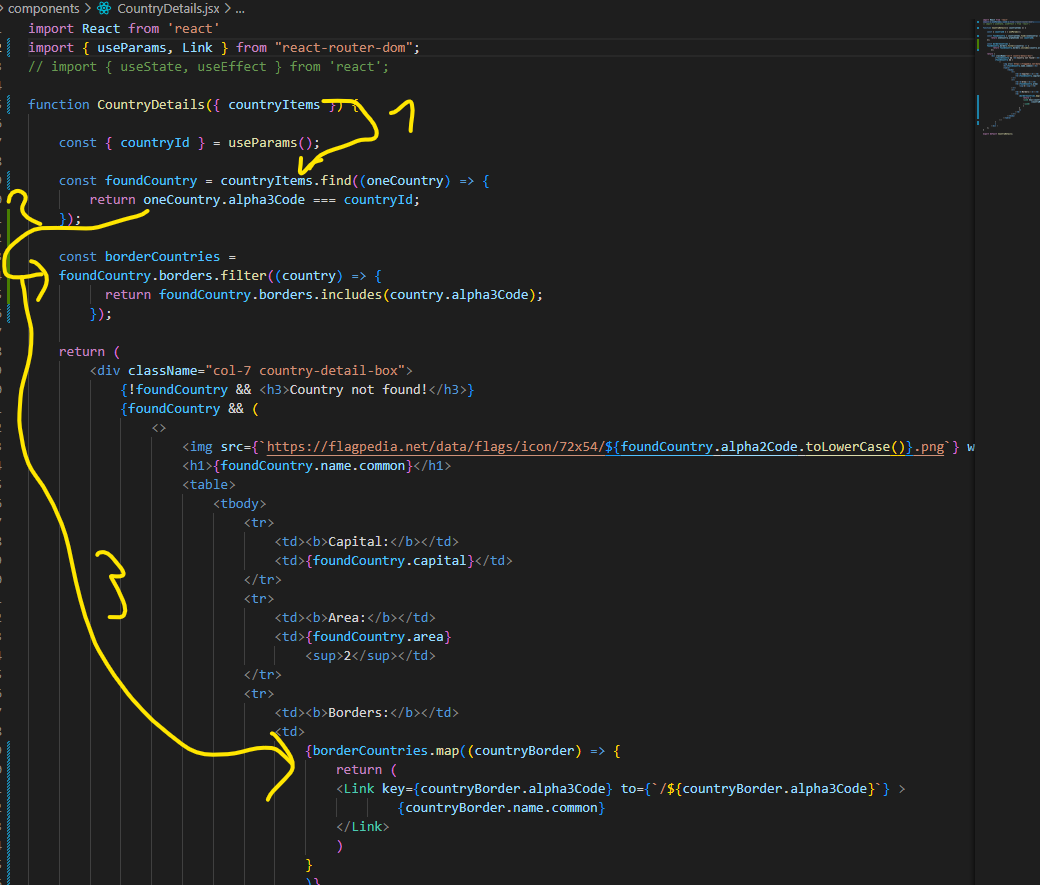 components > CountryDetails.jsx > ...
import React from 'react'
import { useParams, Link } from "react-router-dom";
// import { useState, useEffect } from 'react';
function CountryDetails({ countryItems }) {
1
const { countryId } = useParams();
const foundCountry = countryItems.find((oneCountry) => {
return oneCountry.alpha3Code === countryId;
2
});
const borderCountries =
foundCountry.borders.filter((country) => {
return foundCountry.borders.includes(country.alpha3Code);
});
return (
<div className="col-7 country-detail-box">
{!foundCountry && <h3>Country not found!</h3>}
{foundCountry && (
<>
<img src={`https://flagpedia.net/data/flags/icon/72x54/${foundCountry.alpha2Code.toLowerCase()}.png`} w
<h1>{foundCountry.name.common}</h1>
<table>
<tbody>
<tr>
<td><b>Capital:</b></td>
<td>{foundCountry.capital}</td>
3
</tr>
<tr>
<td><b>Area:</b></td>
<td>{foundCountry.area}
<sup>2</sup></td>
</tr>
<tr>
<td><b>Borders:</b></td>
<td>
{borderCountries.map((countryBorder) => {
return (
<Link key={countryBorder.alpha3Code} to={`/${countryBorder.alpha3Code}`} >
{countryBorder.name.common}
</Link>
)
}
)}